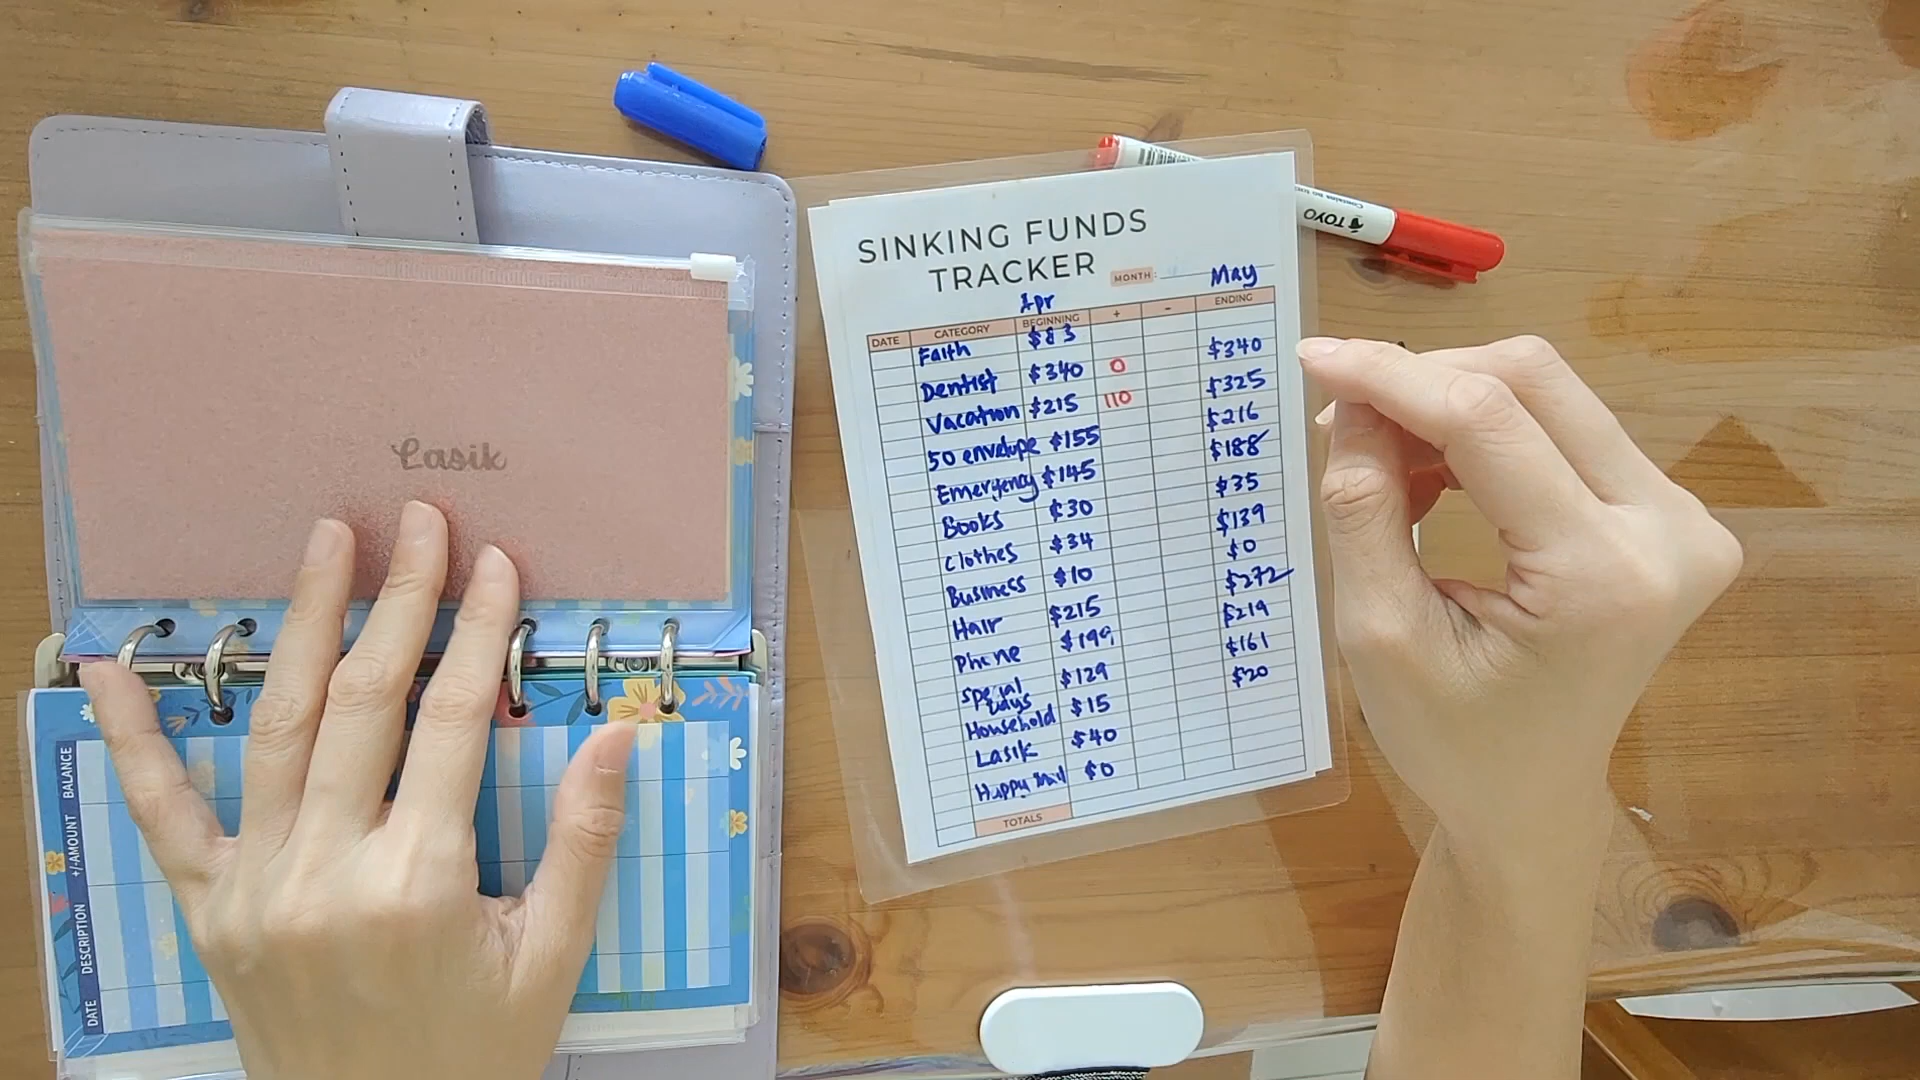 Lasik
DATE DESCRIPTION +/-AMOUNT BALANCE
TOYO
SINKING FUNDS
TRACKER
MONTH:
Apr May
DATE CATEGORY BEGINNING + - ENDING
Faith $83
Dentist $340 0 $340
Vacation $215 110 $325
50 envelope $155 $216
Emergency $145 $188
Books $30 $35
Clothes $34 $139
Business $10 $0
Hair $215 $272
Phone $199 $219
Special days $129 $161
Household $15 $20
Lasik $40
Happy Mail $0
TOTALS